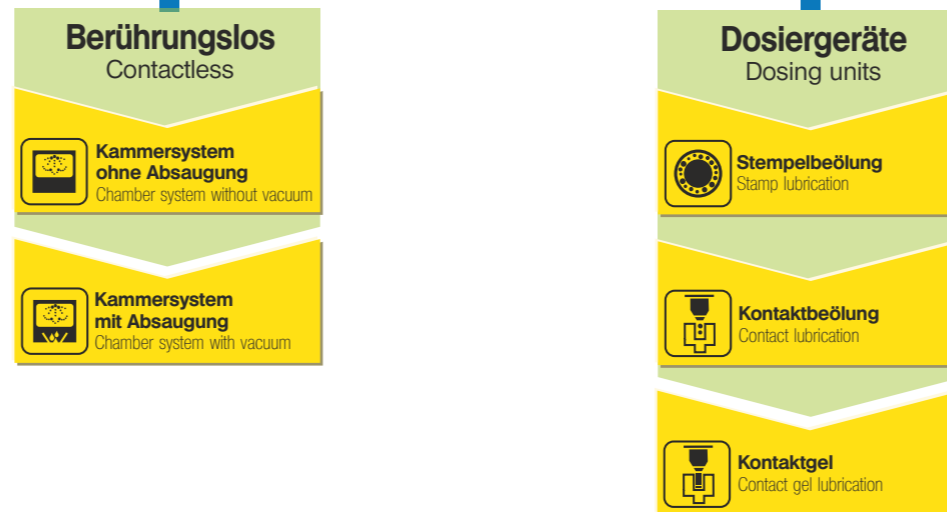 Berührungslos
Contactless
Kammersystem
ohne Absaugung
Chamber system without vacuum
Kammersystem
mit Absaugung
Chamber system with vacuum
Dosiergeräte
Dosing units
Stempelbeölung
Stamp lubrication
Kontaktbeölung
Contact lubrication
Kontaktgel
Contact gel lubrication